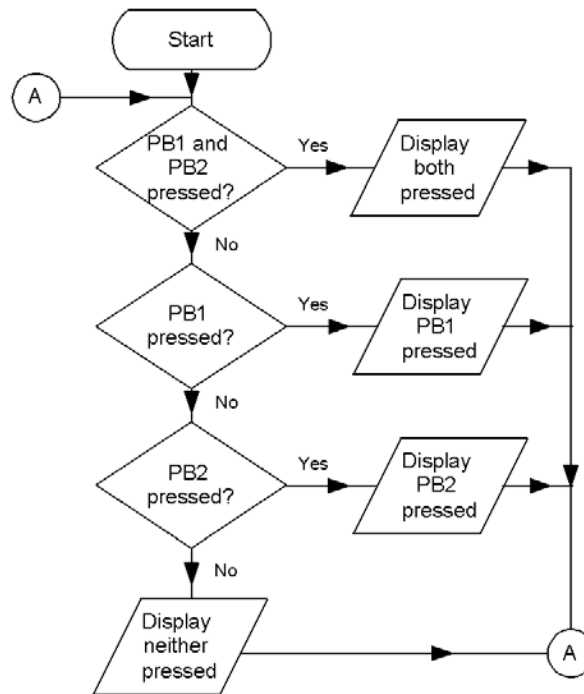 Start
A
PB1 and
PB2
pressed?
Yes
Display
both
pressed
No
PB1
pressed?
Yes
Display
PB1
pressed
No
PB2
pressed?
Yes
Display
PB2
pressed
No
Display
neither
pressed
A